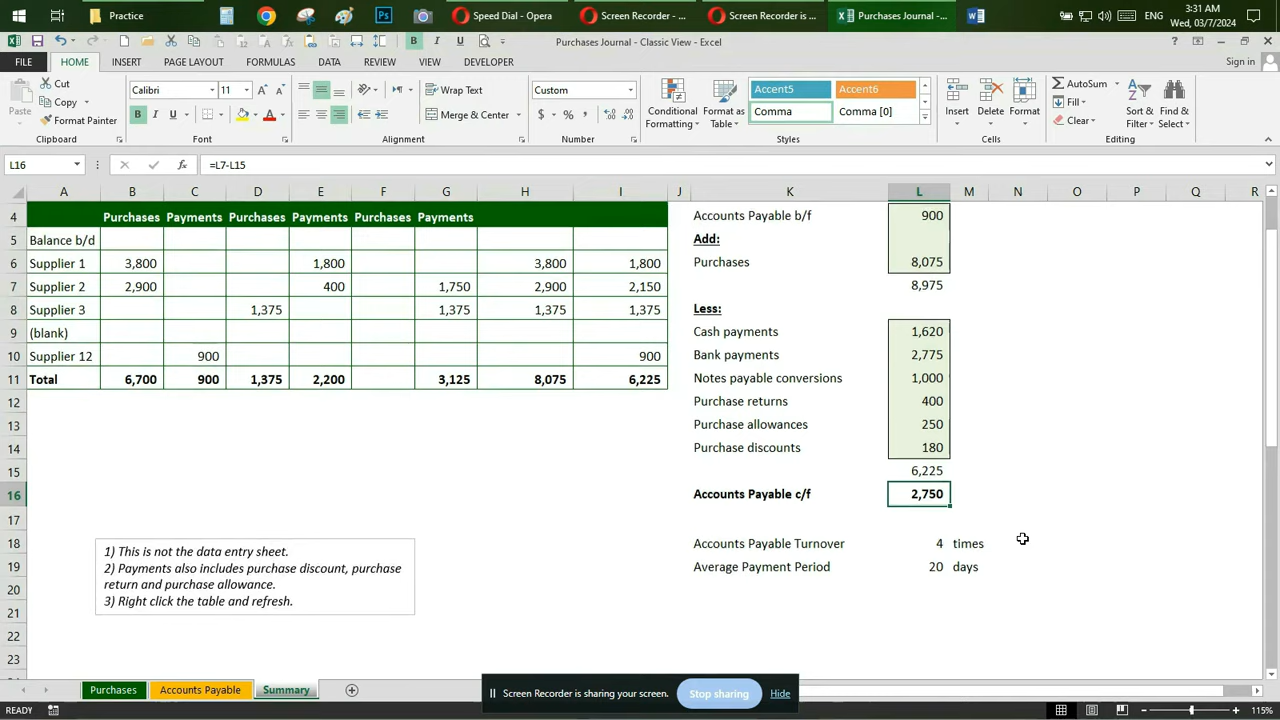 Practice
Speed Dial - Opera
Screen Recorder - ...
Screen Recorder is ...
Purchases Journal -...
ENG
3:31 AM
Wed, 03/7/2024
Purchases Journal - Classic View - Excel
FILE HOME INSERT PAGE LAYOUT FORMULAS DATA REVIEW VIEW DEVELOPER Sign in
Paste
Cut
Copy
Format Painter
Clipboard
Calibri 11
B I U
Font
Wrap Text
Merge & Center
Alignment
Custom
$ % ,
Number
Conditional Formatting
Format as Table
Accent5 Accent6
Comma Comma [0]
Styles
Insert Delete Format
Cells
AutoSum
Fill
Clear
Sort & Filter
Find & Select
Editing
L16 fx =L7-L15
A B C D E F G H I J K L M N O P Q R
4 Purchases Payments Purchases Payments Purchases Payments Accounts Payable b/f 900
5 Balance b/d Add:
6 Supplier 1 3,800 1,800 3,800 1,800 Purchases 8,075
7 Supplier 2 2,900 400 1,750 2,900 2,150 8,975
8 Supplier 3 1,375 1,375 1,375 1,375 Less:
9 (blank) Cash payments 1,620
10 Supplier 12 900 900 Bank payments 2,775
11 Total 6,700 900 1,375 2,200 3,125 8,075 6,225 Notes payable conversions 1,000
12 Purchase returns 400
13 Purchase allowances 250
14 Purchase discounts 180
15 6,225
16 Accounts Payable c/f 2,750
17
18 Accounts Payable Turnover 4 times
19 Average Payment Period 20 days
20
21
22
23
1) This is not the data entry sheet.
2) Payments also includes purchase discount, purchase
return and purchase allowance.
3) Right click the table and refresh.
Purchases Accounts Payable Summary
Screen Recorder is sharing your screen. Stop sharing Hide
READY 115%